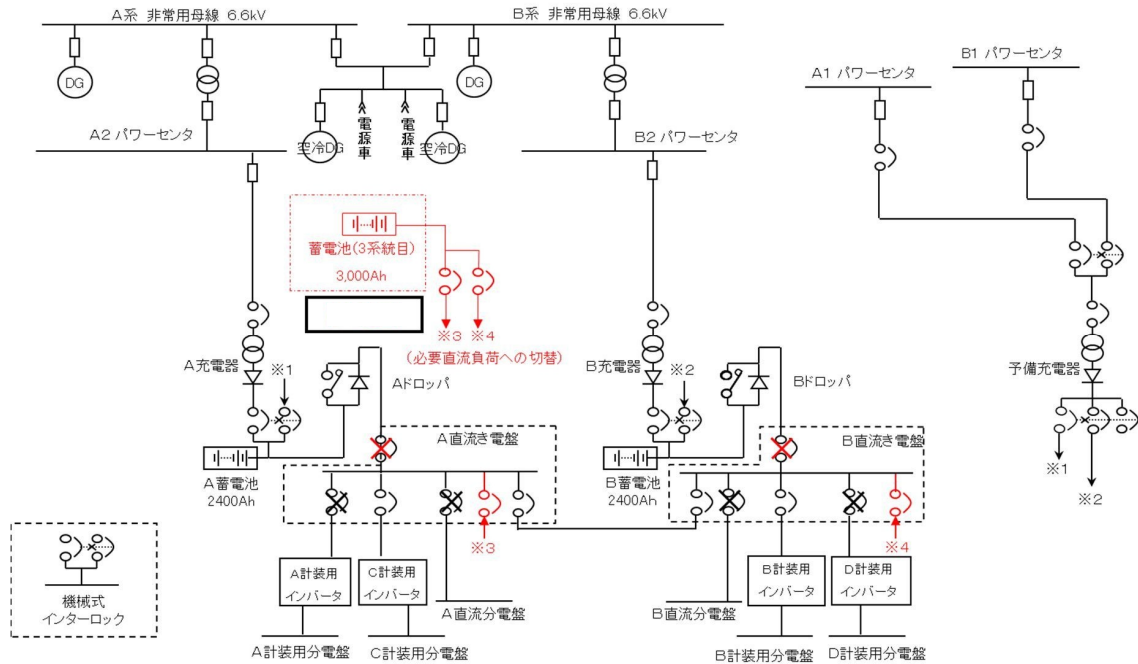 A系 非常用母線 6.6kV
B系 非常用母線 6.6kV
DG
DG
空冷DG
電源車
電源車
空冷DG
A2 パワーセンタ
B2 パワーセンタ
A1 パワーセンタ
B1 パワーセンタ
蓄電池(3系統目)
3,000Ah
※3
※4
(必要直流負荷への切替)
A充電器
※1
Aドロッパ
B充電器
※2
Bドロッパ
予備充電器
※1
※2
A直流き電盤
B直流き電盤
A蓄電池
2400Ah
B蓄電池
2400Ah
※3
※4
機械式
インターロック
A計装用
インバータ
C計装用
インバータ
A直流分電盤
B直流分電盤
B計装用
インバータ
D計装用
インバータ
A計装用分電盤
C計装用分電盤
B計装用分電盤
D計装用分電盤